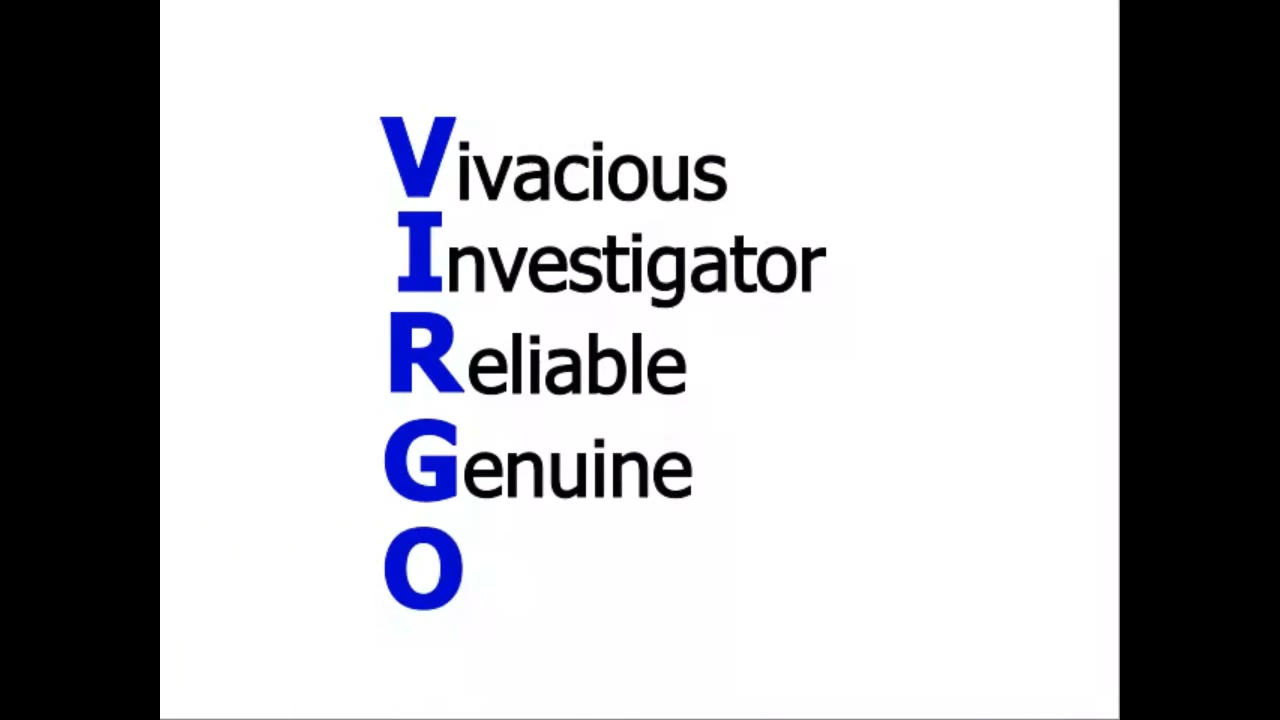 Vivacious
Investigator
Reliable
Genuine
O